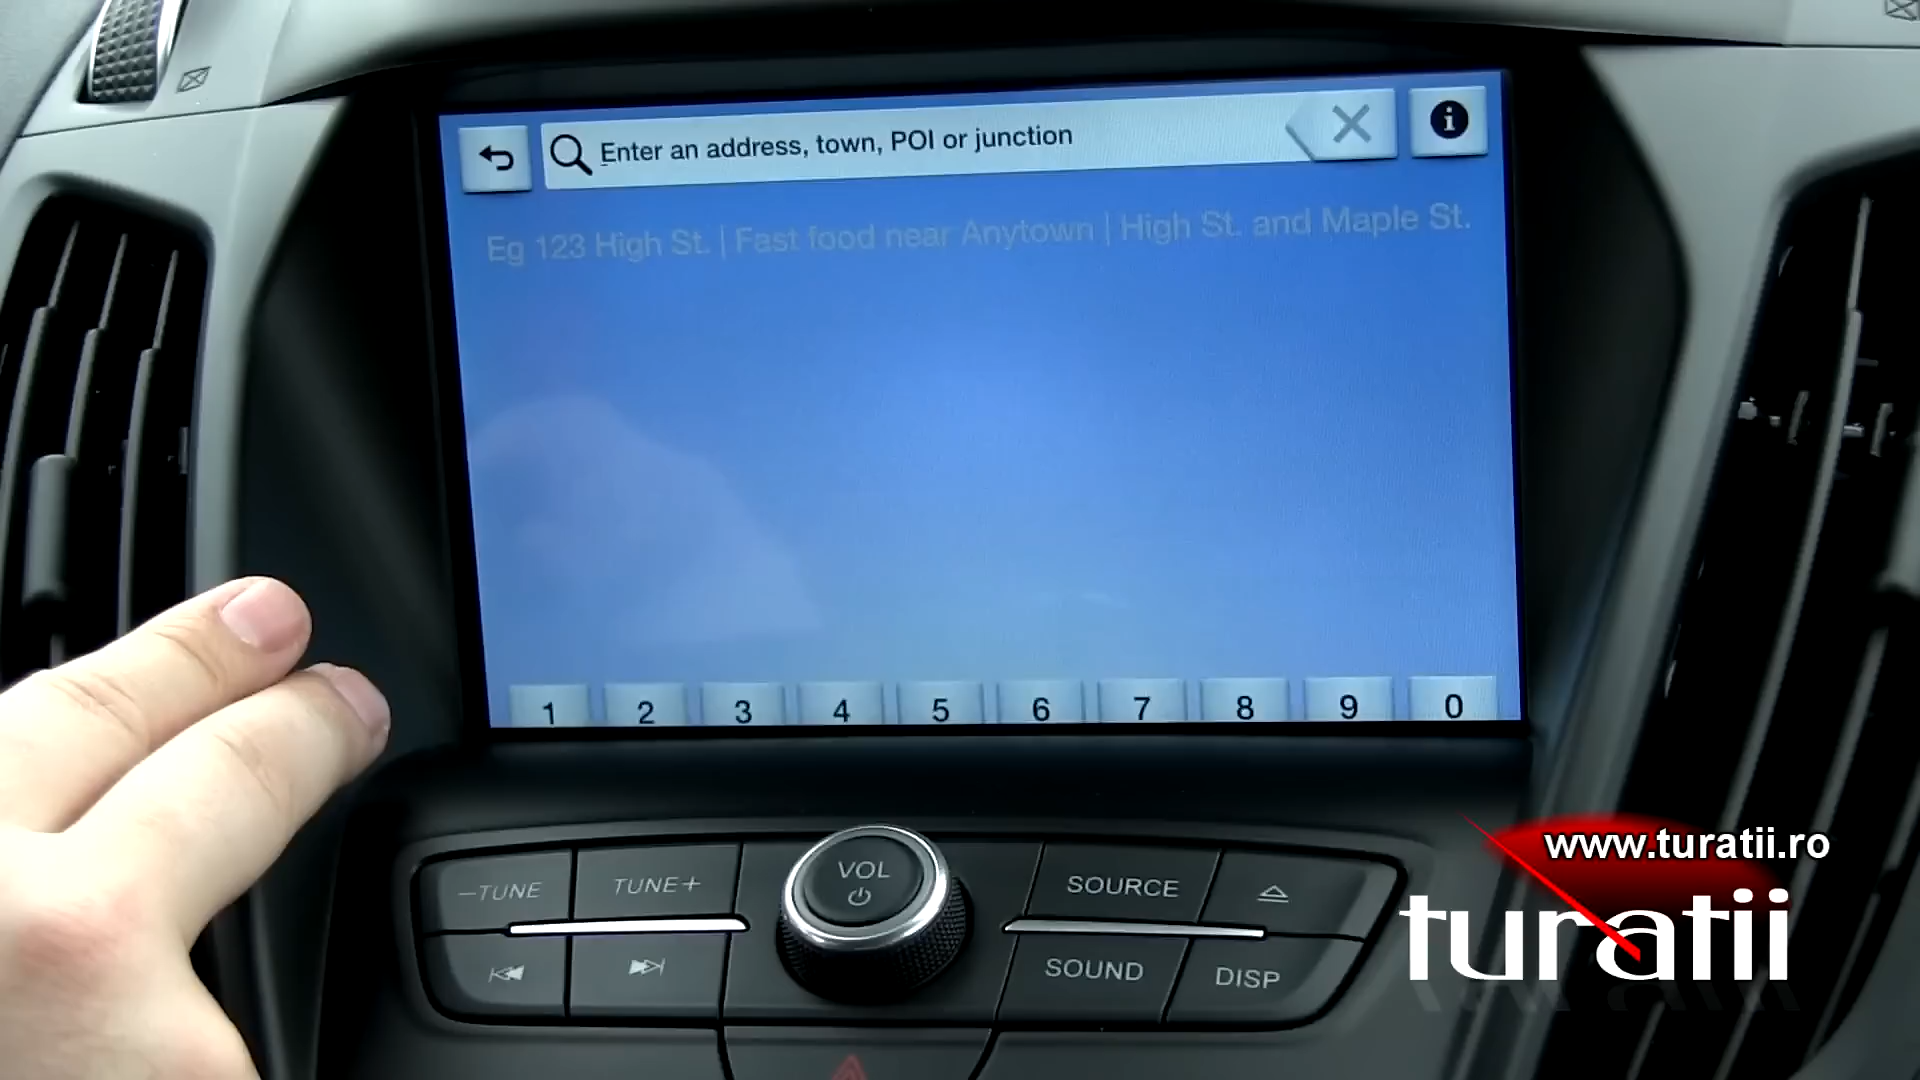 Enter an address, town, POI or junction
Eg 123 High St. | Fast food near Anytown | High St. and Maple St.
1 2 3 4 5 6 7 8 9 0
–TUNE TUNE+ VOL SOURCE
SOUND DISP
www.turatii.ro
turatii